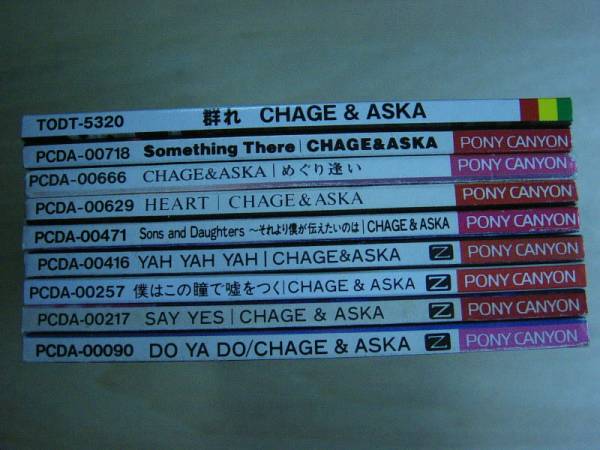 TODT-5320 群れ CHAGE & ASKA
PCDA-00718 Something There | CHAGE&ASKA PONY CANYON
PCDA-00666 CHAGE&ASKA | めぐり逢い PONY CANYON
PCDA-00629 HEART | CHAGE & ASKA PONY CANYON
PCDA-00471 Sons and Daughters ~それより僕が伝えたいのは | CHAGE & ASKA PONY CANYON
PCDA-00416 YAH YAH YAH | CHAGE&ASKA Z PONY CANYON
PCDA-00257 僕はこの瞳で嘘をつく | CHAGE & ASKA Z PONY CANYON
PCDA-00217 SAY YES | CHAGE & ASKA Z PONY CANYON
PCDA-00090 DO YA DO/CHAGE & ASKA Z PONY CANYON